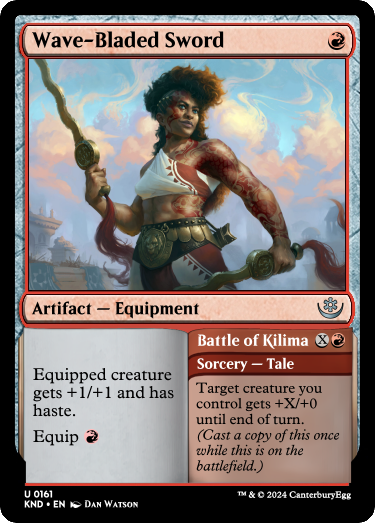 Wave-Bladed Sword
Artifact — Equipment
Equipped creature
gets +1/+1 and has
haste.
Equip
Battle of Kilima X
Sorcery — Tale
Target creature you
control gets +X/+0
until end of turn.
(Cast a copy of this once
while this is on the
battlefield.)
U 0161
KND • EN DAN WATSON
™ & © 2024 CanterburyEgg